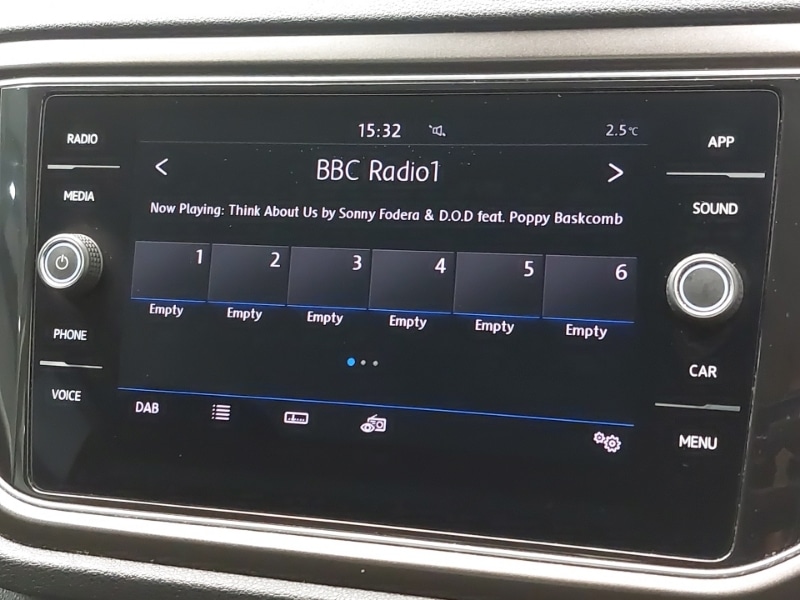 RADIO
MEDIA
PHONE
VOICE
15:32 2.5°C
BBC Radio1
Now Playing: Think About Us by Sonny Fodera & D.O.D feat. Poppy Baskcomb
1 2 3 4 5 6
Empty Empty Empty Empty Empty Empty
DAB
APP
SOUND
CAR
MENU